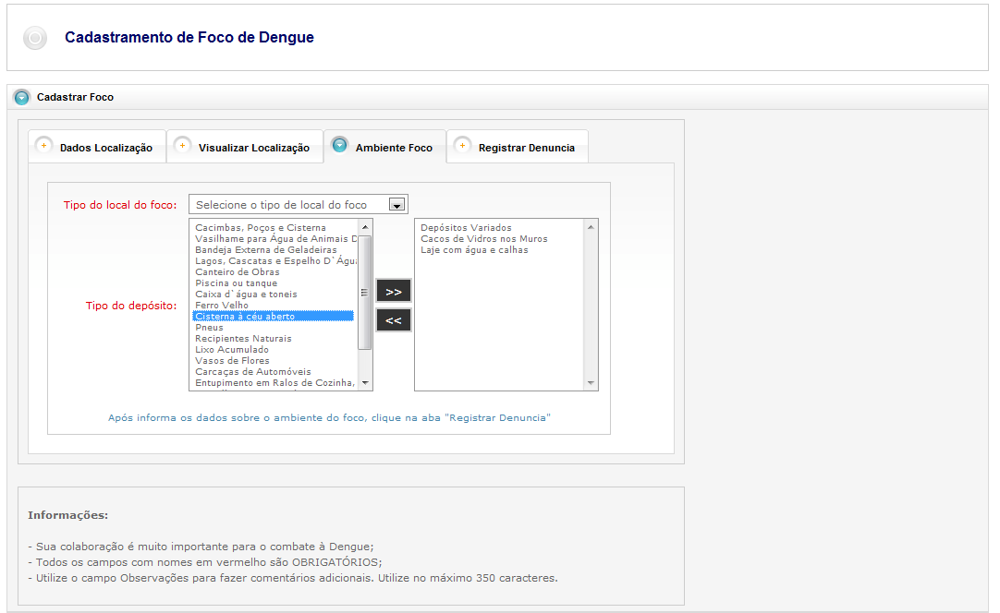 Cadastramento de Foco de Dengue
Cadastrar Foco
Dados Localização
Visualizar Localização
Ambiente Foco
Registrar Denuncia
Tipo do local do foco:
Selecione o tipo de local do foco
Tipo do depósito:
Cacimbas, Poços e Cisterna
Vasilhame para Água de Animais D
Bandeja Externa de Geladeiras
Lagos, Cascatas e Espelho D`Água
Canteiro de Obras
Piscina ou tanque
Caixa d`água e toneis
Ferro Velho
Cisterna à céu aberto
Pneus
Recipientes Naturais
Lixo Acumulado
Vasos de Flores
Carcaças de Automóveis
Entupimento em Ralos de Cozinha,
>>
<<
Depósitos Variados
Cacos de Vidros nos Muros
Laje com água e calhas
Após informa os dados sobre o ambiente do foco, clique na aba "Registrar Denuncia"
Informações:
- Sua colaboração é muito importante para o combate à Dengue;
- Todos os campos com nomes em vermelho são OBRIGATÓRIOS;
- Utilize o campo Observações para fazer comentários adicionais. Utilize no máximo 350 caracteres.